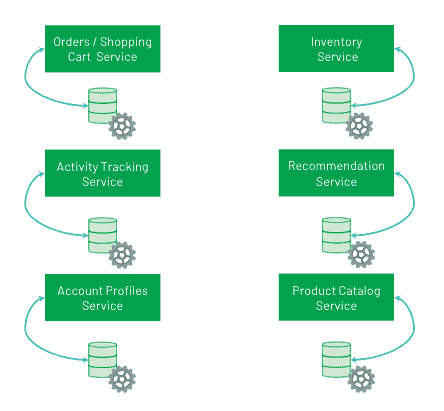 Orders / Shopping
Cart Service
Inventory
Service
Activity Tracking
Service
Recommendation
Service
Account Profiles
Service
Product Catalog
Service